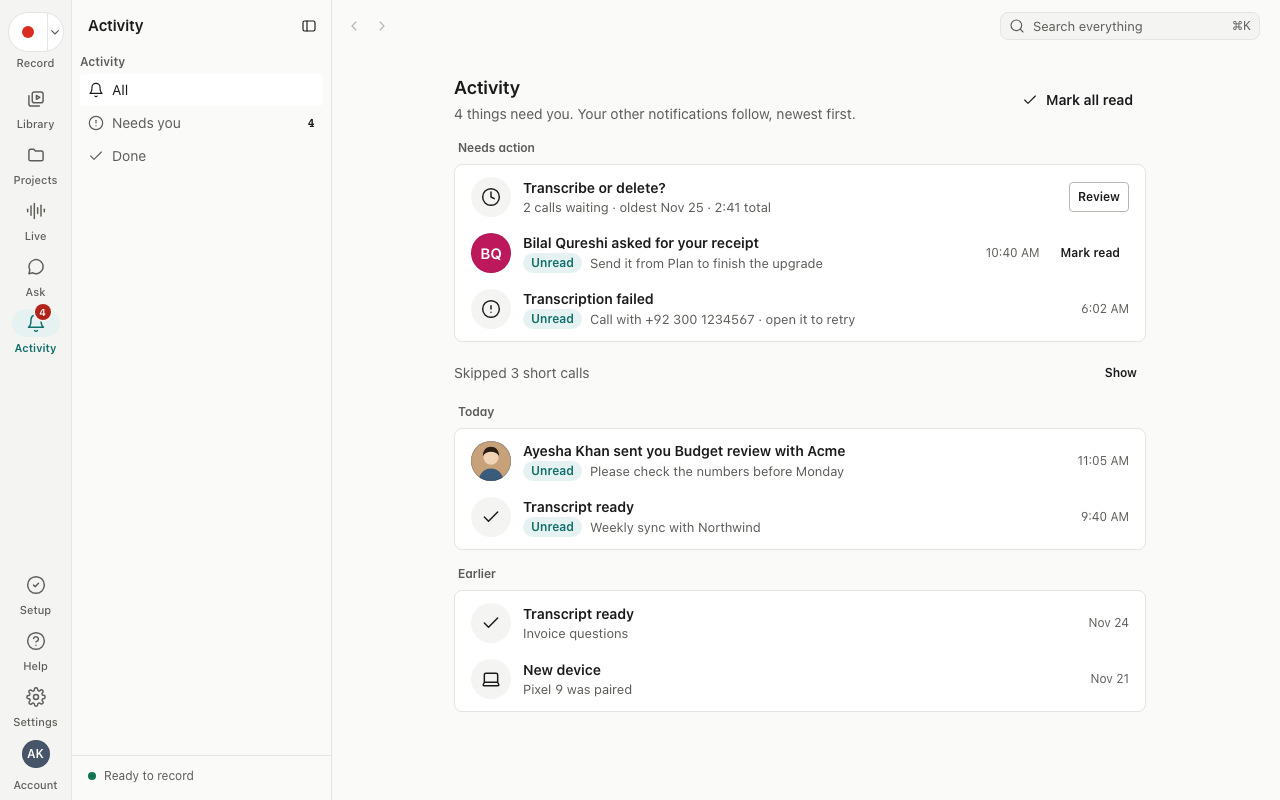 Record
Library
Projects
Live
Ask
4
Activity
Setup
Help
Settings
AK
Account
Activity
Activity
All
Needs you 4
Done
Ready to record
Search everything ⌘K
Activity
4 things need you. Your other notifications follow, newest first.
Mark all read
Needs action
Transcribe or delete?
2 calls waiting · oldest Nov 25 · 2:41 total
Review
BQ
Bilal Qureshi asked for your receipt
Unread Send it from Plan to finish the upgrade
10:40 AM Mark read
Transcription failed
Unread Call with +92 300 1234567 · open it to retry
6:02 AM
Skipped 3 short calls Show
Today
Ayesha Khan sent you Budget review with Acme
Unread Please check the numbers before Monday
11:05 AM
Transcript ready
Unread Weekly sync with Northwind
9:40 AM
Earlier
Transcript ready
Invoice questions
Nov 24
New device
Pixel 9 was paired
Nov 21